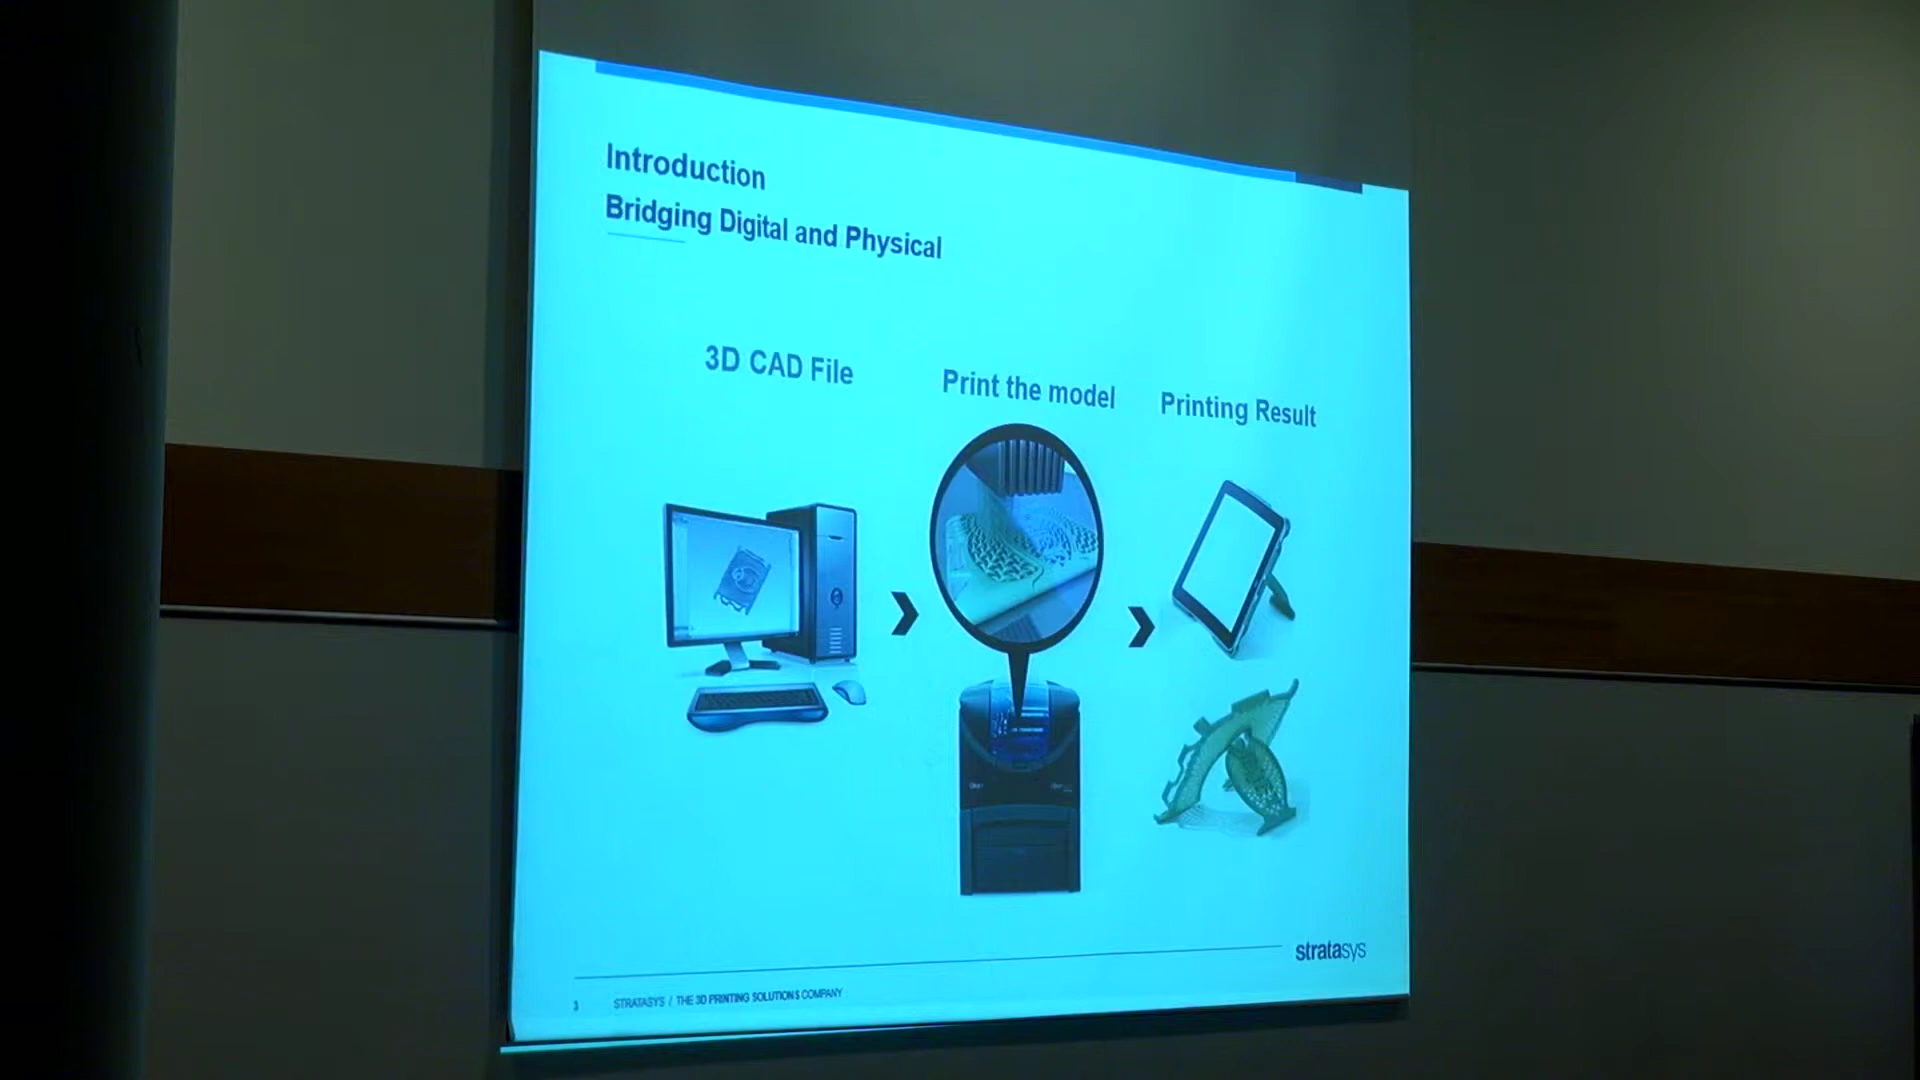 Introduction
Bridging Digital and Physical
3D CAD File
Print the model
Printing Result
stratasys
3 STRATASYS / THE 3D PRINTING SOLUTIONS COMPANY